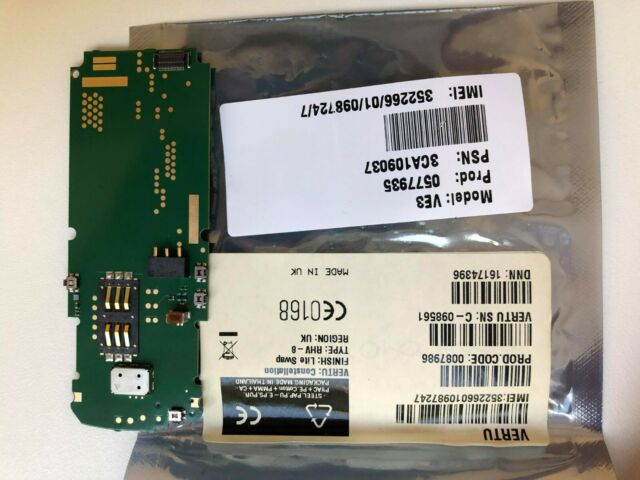 Model: VE3
Prod: 0577935
PSN: 3CA109037
IMEI: 352266/01/098724/7
VERTU
IMEI:352266010987247
PROD.CODE: 0087986
VERTU SN: C - 098561
DNN: 16174396
- STEEL,PAP,PU - E,PS,PUR,
PYAC + PE,Cotton + PMMA + CA
PACKAGING MADE IN THAILAND
VERTU: Constellation
FINISH: Lite Swap
TYPE: RHV - 8
REGION: UK
CE0168
MADE IN UK